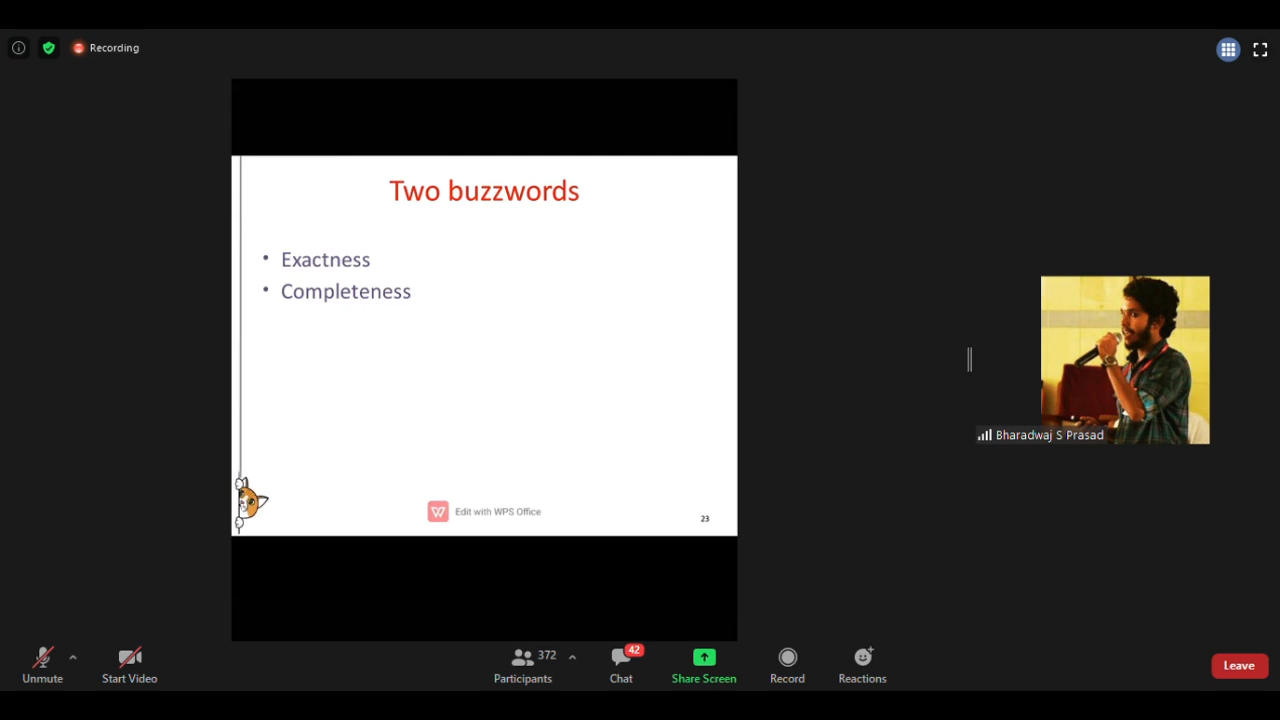 Recording
Two buzzwords
• Exactness
• Completeness
W Edit with WPS Office
23
Bharadwaj S Prasad
372
42
Unmute
Start Video
Participants
Chat
Share Screen
Record
Reactions
Leave